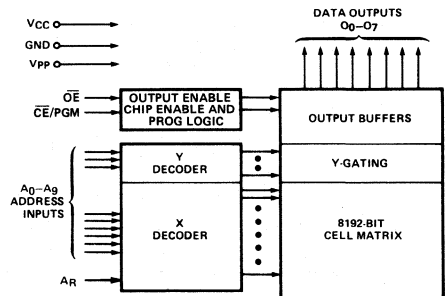 VCC
GND
VPP
DATA OUTPUTS
O0–O7
OE
CE/PGM
OUTPUT ENABLE
CHIP ENABLE AND
PROG LOGIC
OUTPUT BUFFERS
Y
DECODER
Y-GATING
A0–A9
ADDRESS
INPUTS
X
DECODER
8192-BIT
CELL MATRIX
AR